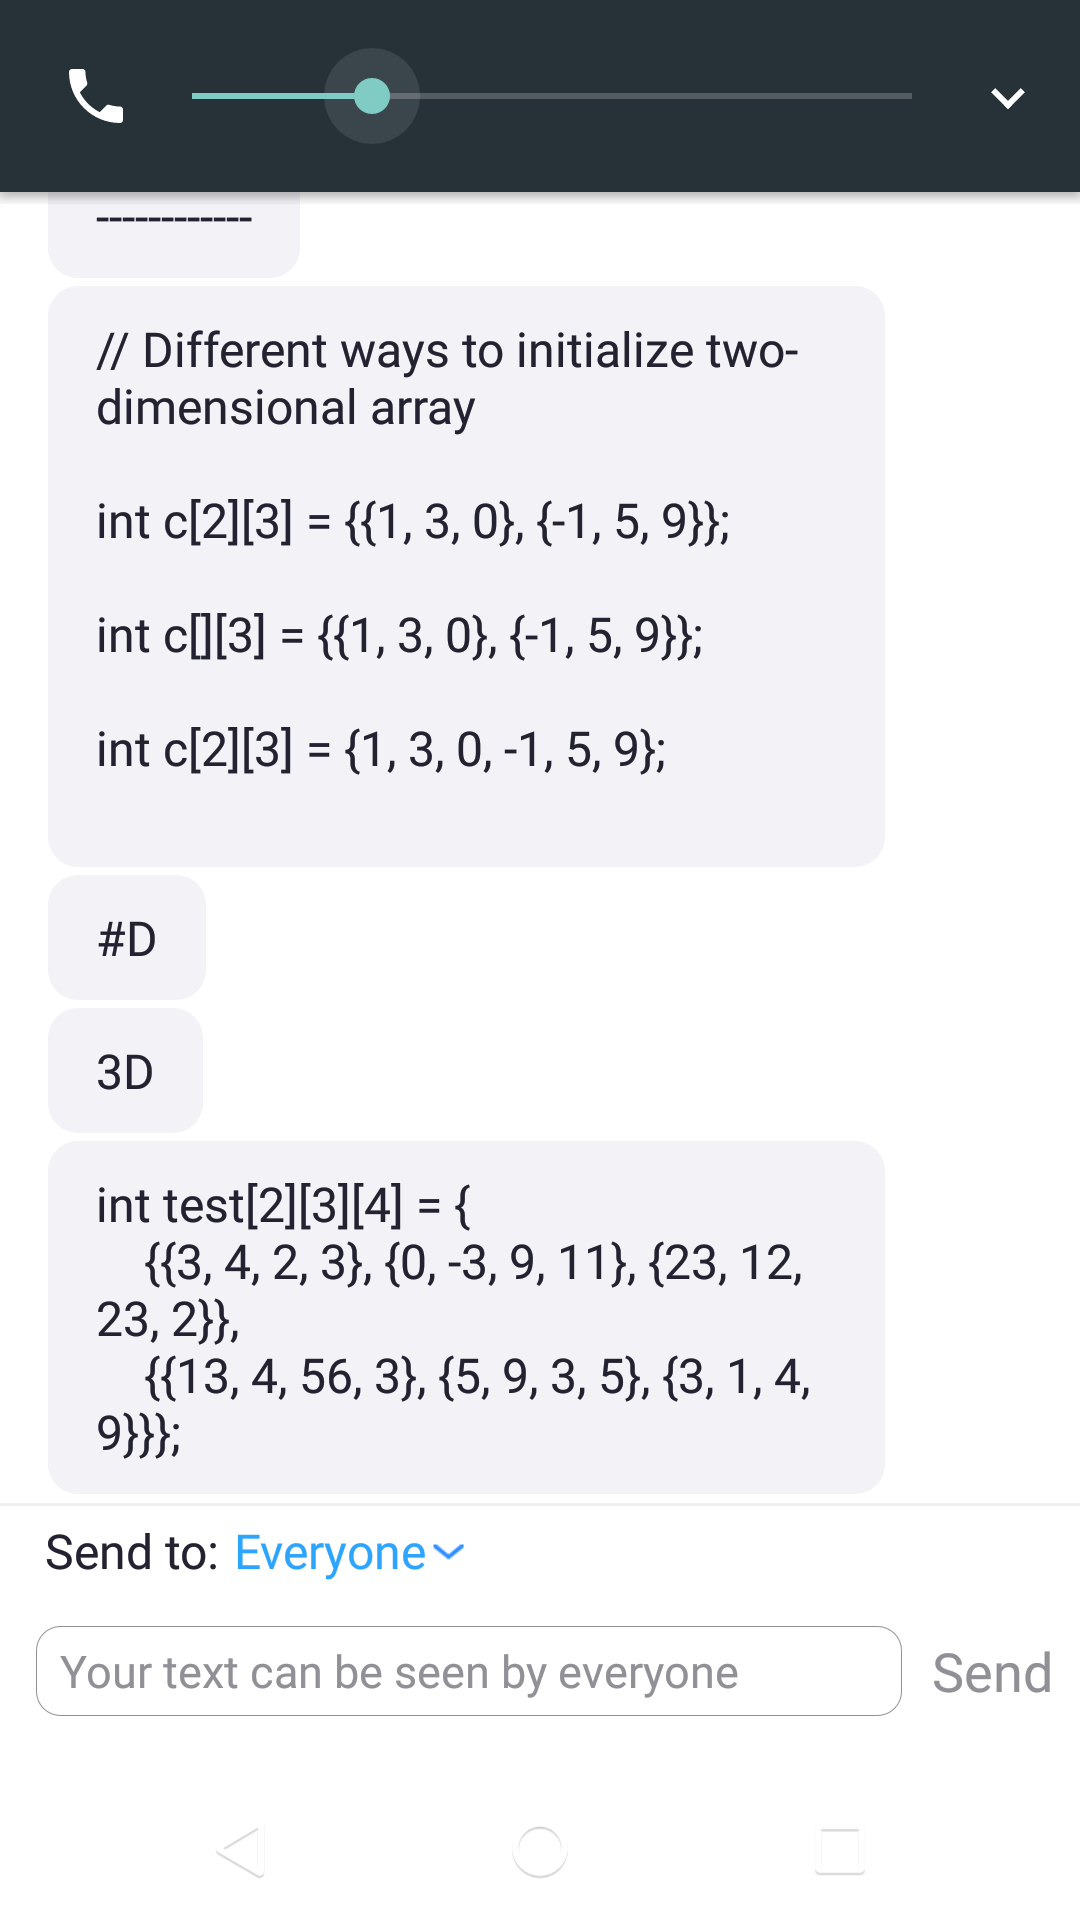 ------------
// Different ways to initialize two-
dimensional array
int c[2][3] = {{1, 3, 0}, {-1, 5, 9}};
int c[][3] = {{1, 3, 0}, {-1, 5, 9}};
int c[2][3] = {1, 3, 0, -1, 5, 9};
#D
3D
int test[2][3][4] = {
{{3, 4, 2, 3}, {0, -3, 9, 11}, {23, 12,
23, 2}},
{{13, 4, 56, 3}, {5, 9, 3, 5}, {3, 1, 4,
9}}};
Send to: Everyone
Your text can be seen by everyone
Send